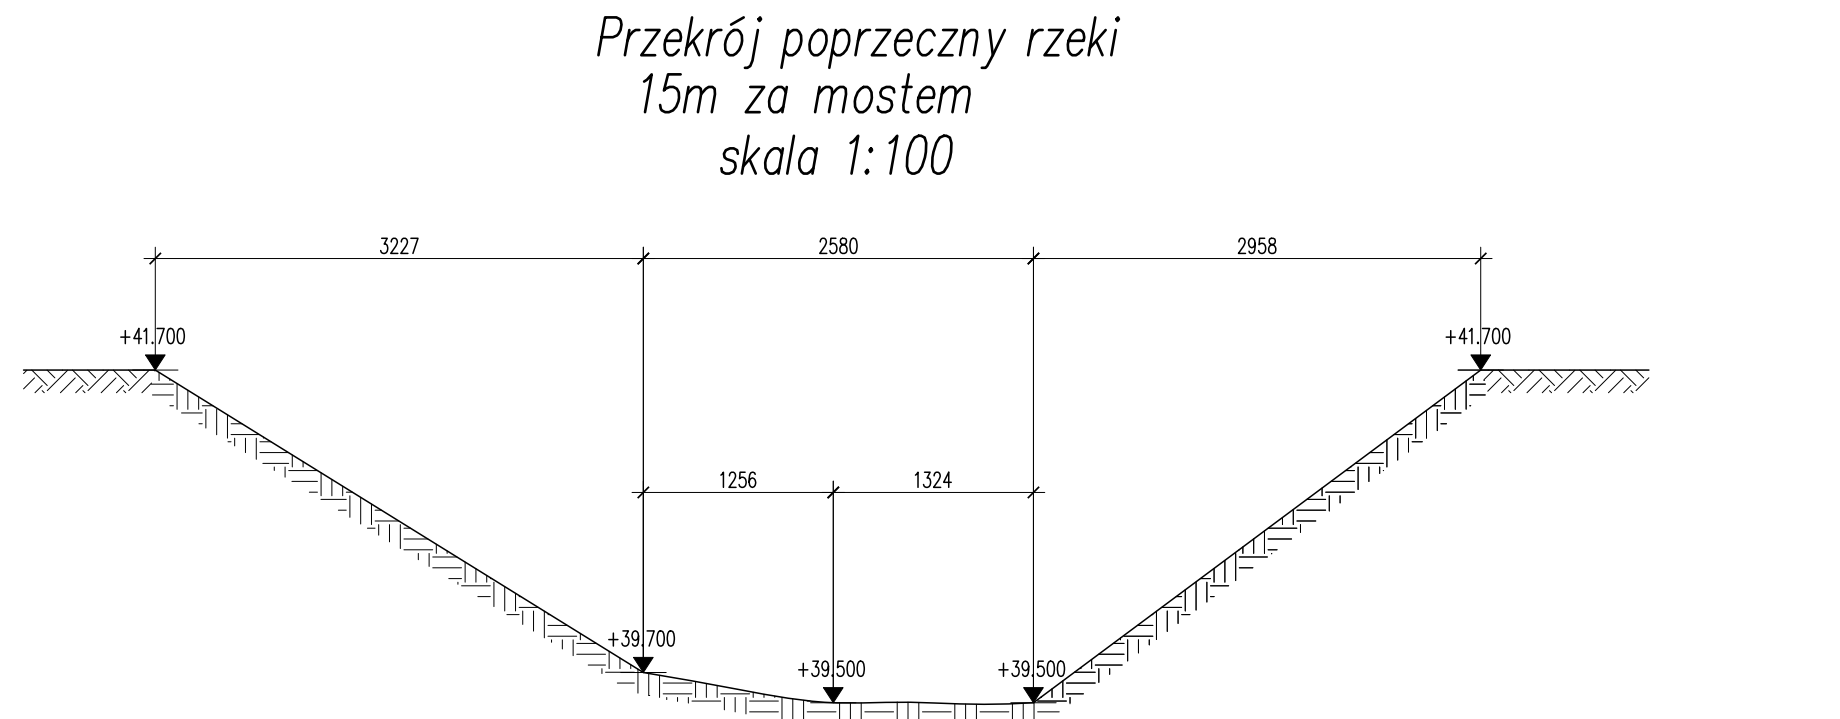 Przekrój poprzeczny rzeki
15m za mostem
skala 1:100
3227 2580 2958
+41.700 +41.700
1256 1324
+39.700
+39.500 +39.500